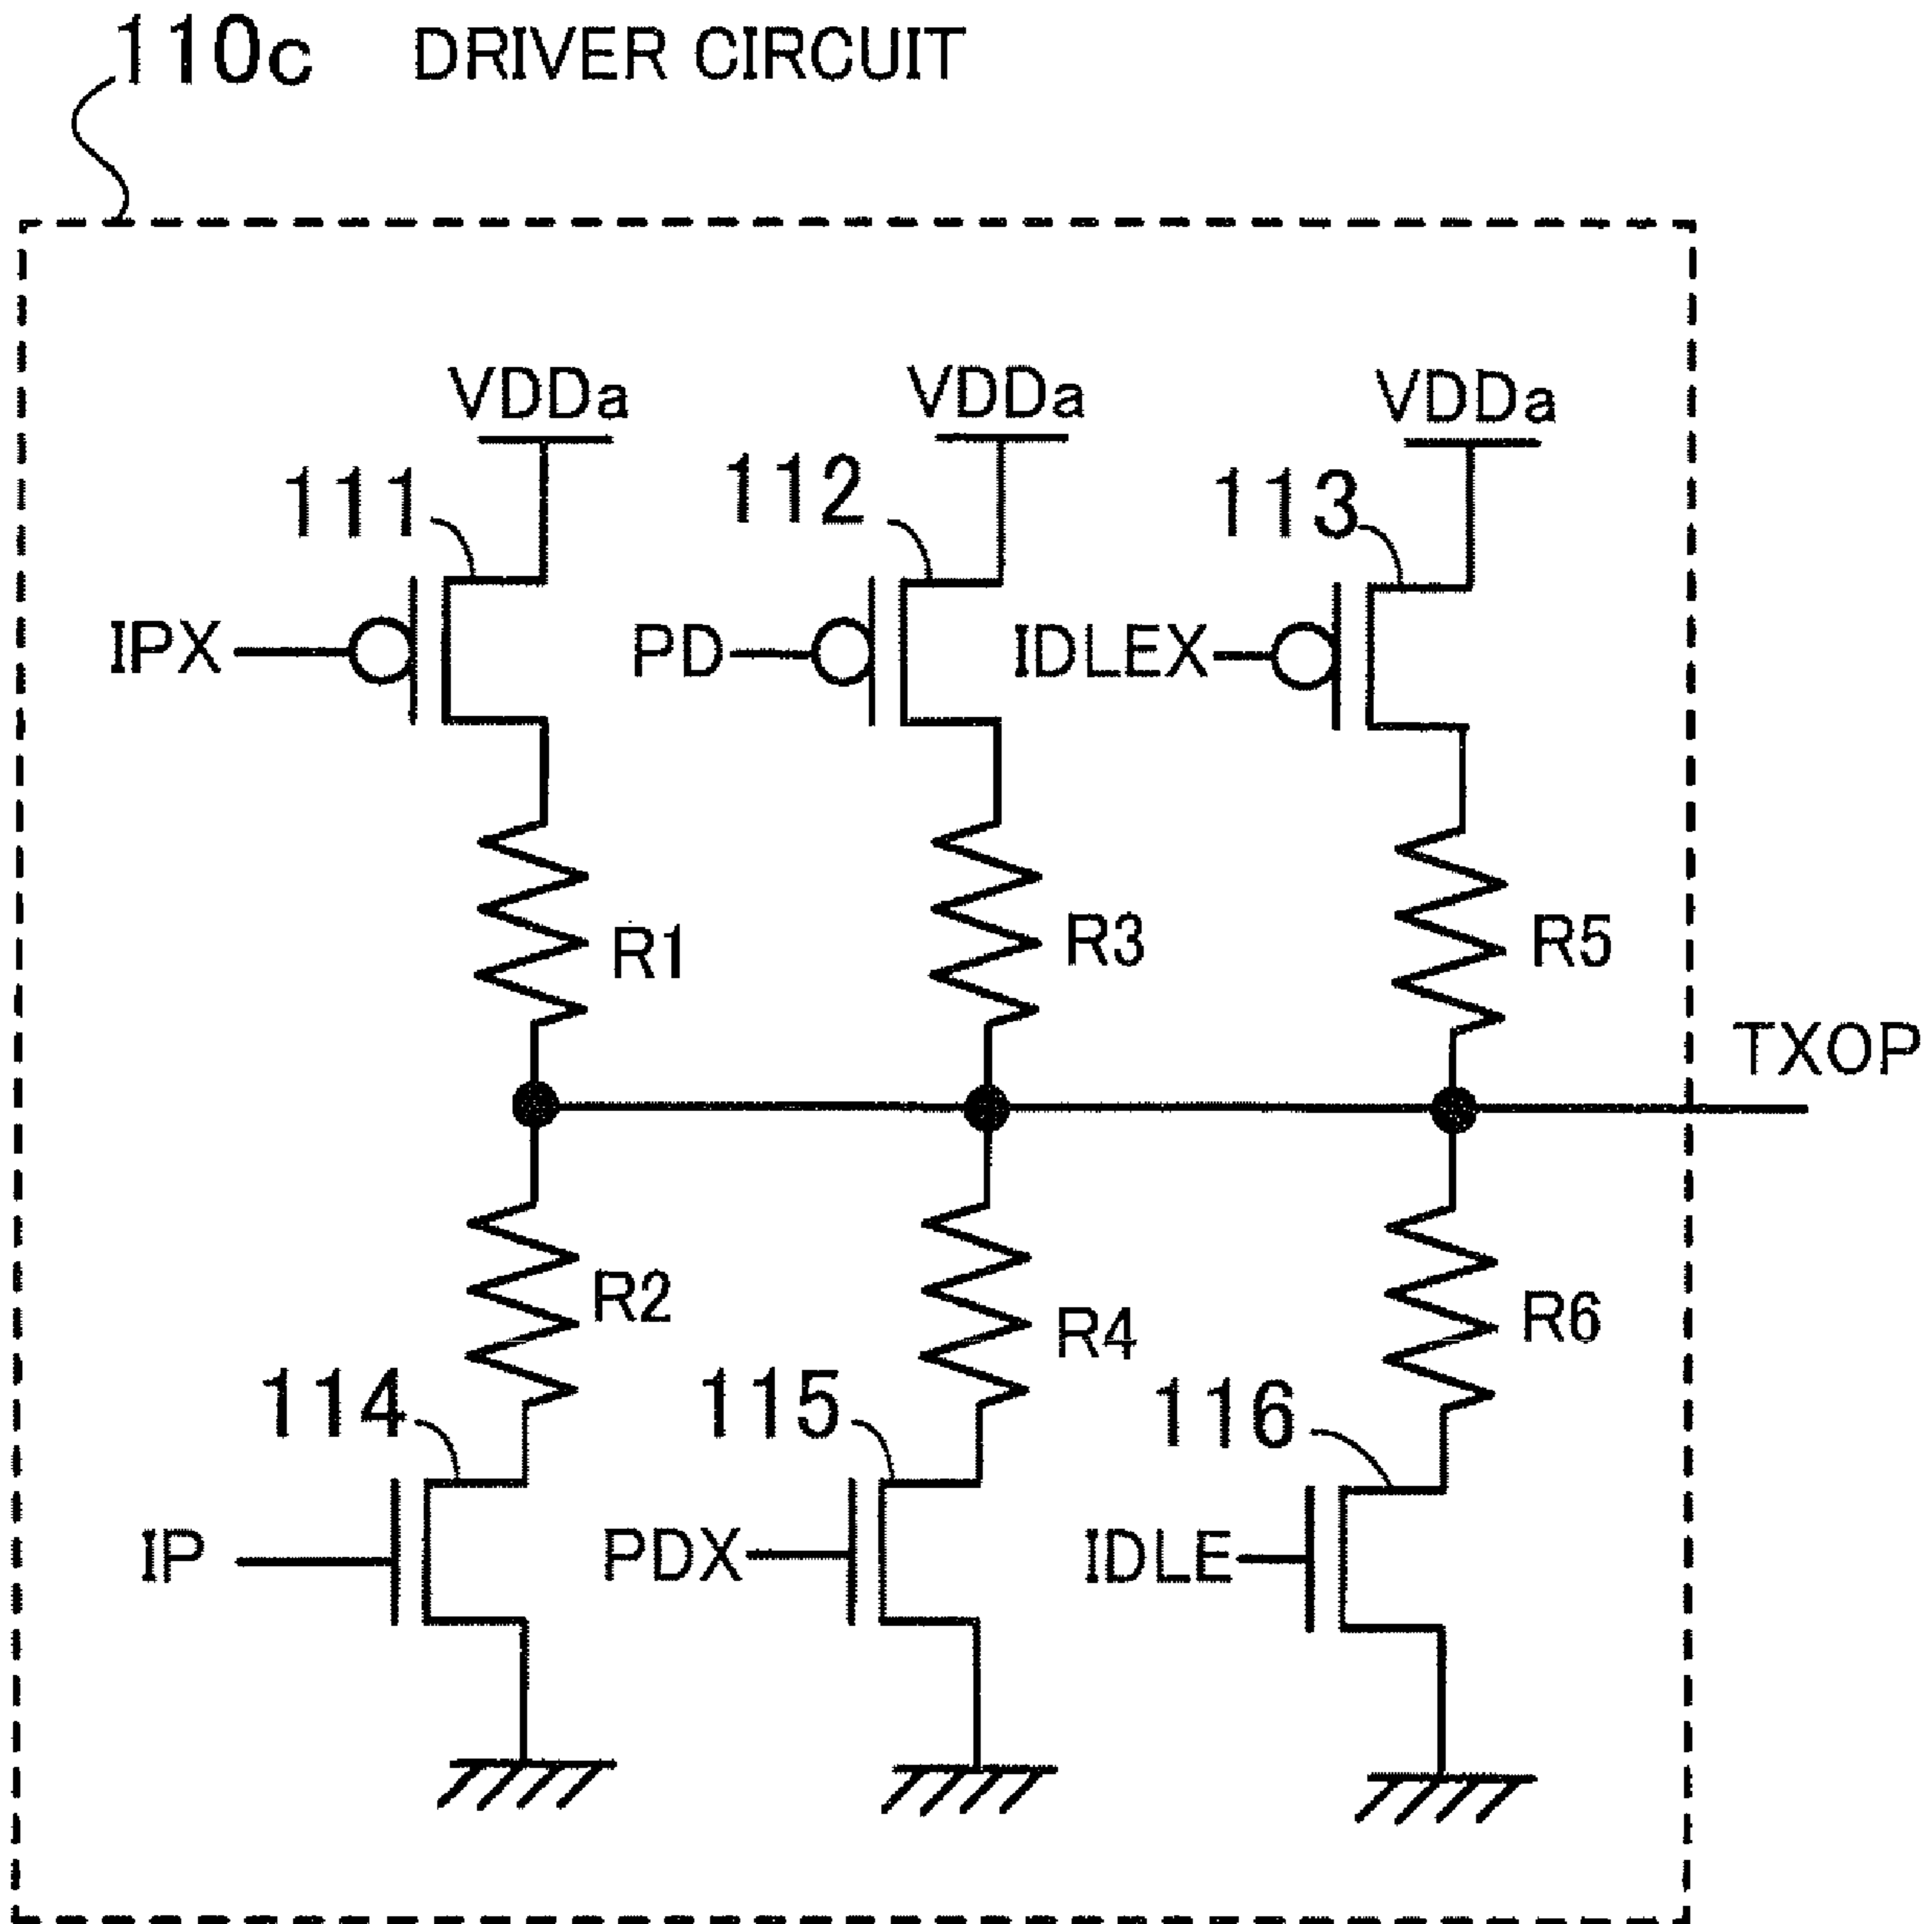 110c DRIVER CIRCUIT
VDDa VDDa VDDa
111 112 113
IPX PD IDLEX
R1 R3 R5
TXOP
R2 R4 R6
114 115 116
IP PDX IDLE